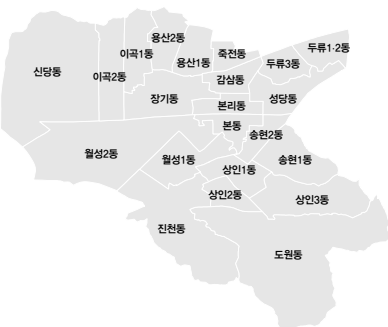 용산2동
이곡1동
두류1·2동
죽전동
용산1동
두류3동
신당동
이곡2동
감삼동
장기동
성당동
본리동
본동
송현2동
월성2동
월성1동
송현1동
상인1동
상인2동
상인3동
진천동
도원동